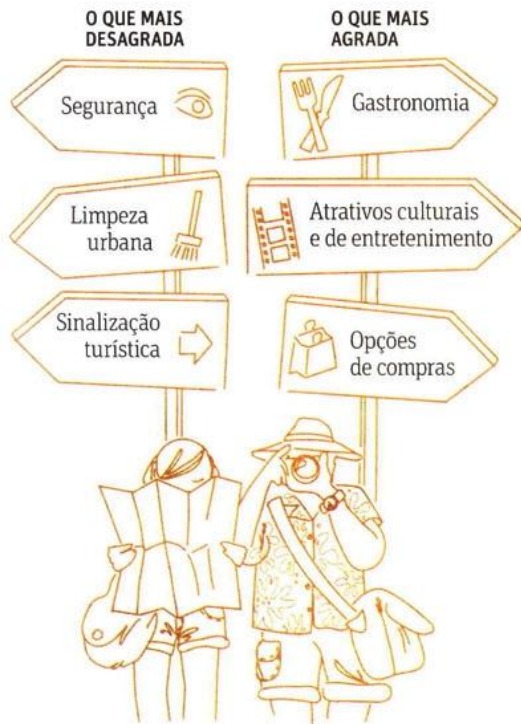 O QUE MAIS
DESAGRADA
Segurança
Limpeza
urbana
Sinalização
turística
O QUE MAIS
AGRADA
Gastronomia
Atrativos culturais
e de entretenimento
Opções
de compras